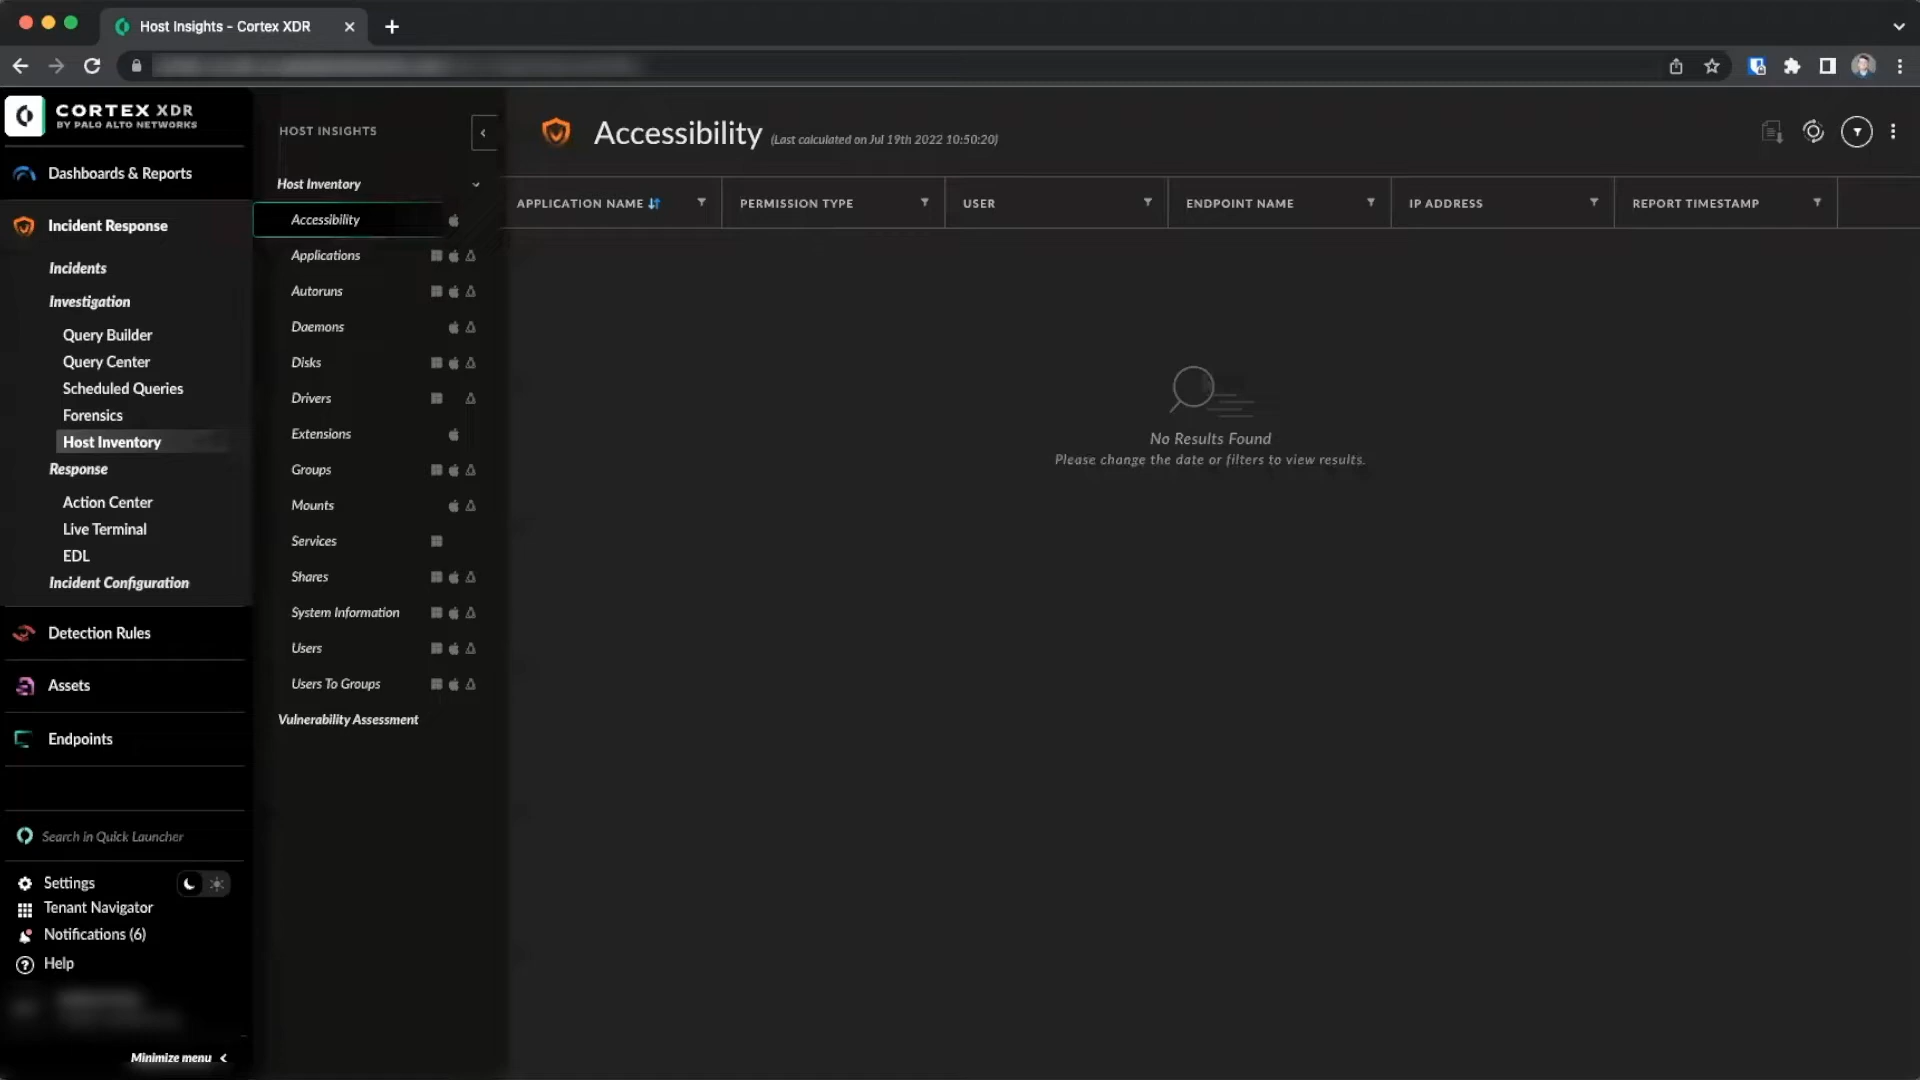 Host Insights - Cortex XDR
CORTEX XDR
BY PALO ALTO NETWORKS
Dashboards & Reports
Incident Response
Incidents
Investigation
Query Builder
Query Center
Scheduled Queries
Forensics
Host Inventory
Response
Action Center
Live Terminal
EDL
Incident Configuration
Detection Rules
Assets
Endpoints
Search in Quick Launcher
Settings
Tenant Navigator
Notifications (6)
Help
Minimize menu
HOST INSIGHTS
Host Inventory
Accessibility
Applications
Autoruns
Daemons
Disks
Drivers
Extensions
Groups
Mounts
Services
Shares
System Information
Users
Users To Groups
Vulnerability Assessment
Accessibility (Last calculated on Jul 19th 2022 10:50:20)
APPLICATION NAME PERMISSION TYPE USER ENDPOINT NAME IP ADDRESS REPORT TIMESTAMP
No Results Found
Please change the date or filters to view results.